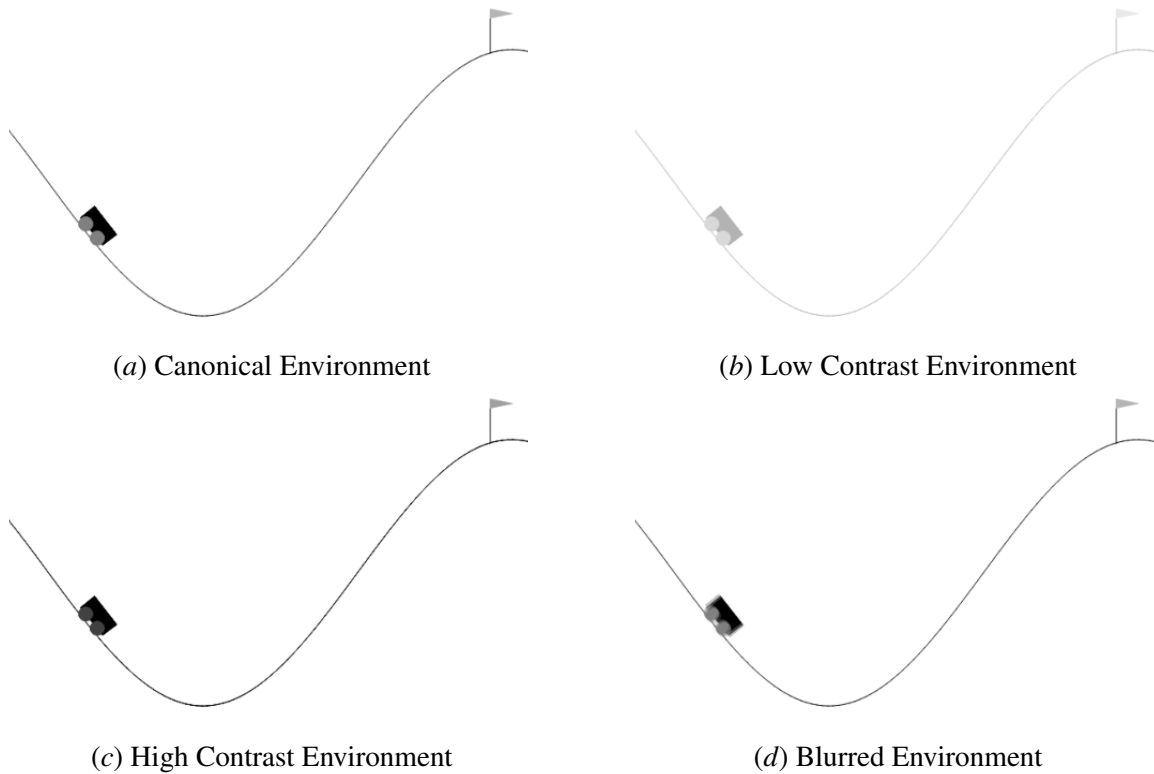 (a) Canonical Environment
(b) Low Contrast Environment
(c) High Contrast Environment
(d) Blurred Environment